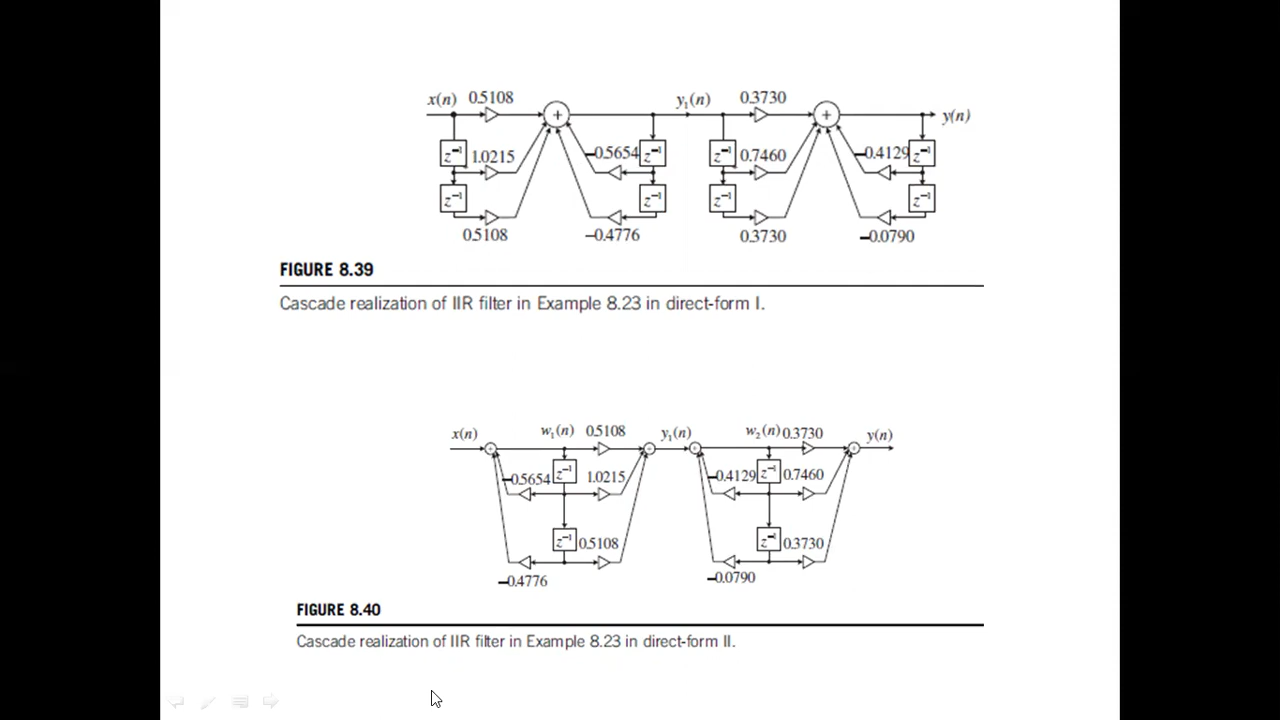 x(n) 0.5108 + y₁(n) 0.3730 + y(n)
z⁻¹ 1.0215 −0.5654 z⁻¹ z⁻¹ 0.7460 −0.4129 z⁻¹
z⁻¹ z⁻¹ z⁻¹ z⁻¹
0.5108 −0.4776 0.3730 −0.0790
FIGURE 8.39
Cascade realization of IIR filter in Example 8.23 in direct-form I.
x(n) w₁(n) 0.5108 y₁(n) w₂(n) 0.3730 y(n)
−0.5654 z⁻¹ 1.0215 −0.4129 z⁻¹ 0.7460
z⁻¹ 0.5108 z⁻¹ 0.3730
−0.4776 −0.0790
FIGURE 8.40
Cascade realization of IIR filter in Example 8.23 in direct-form II.